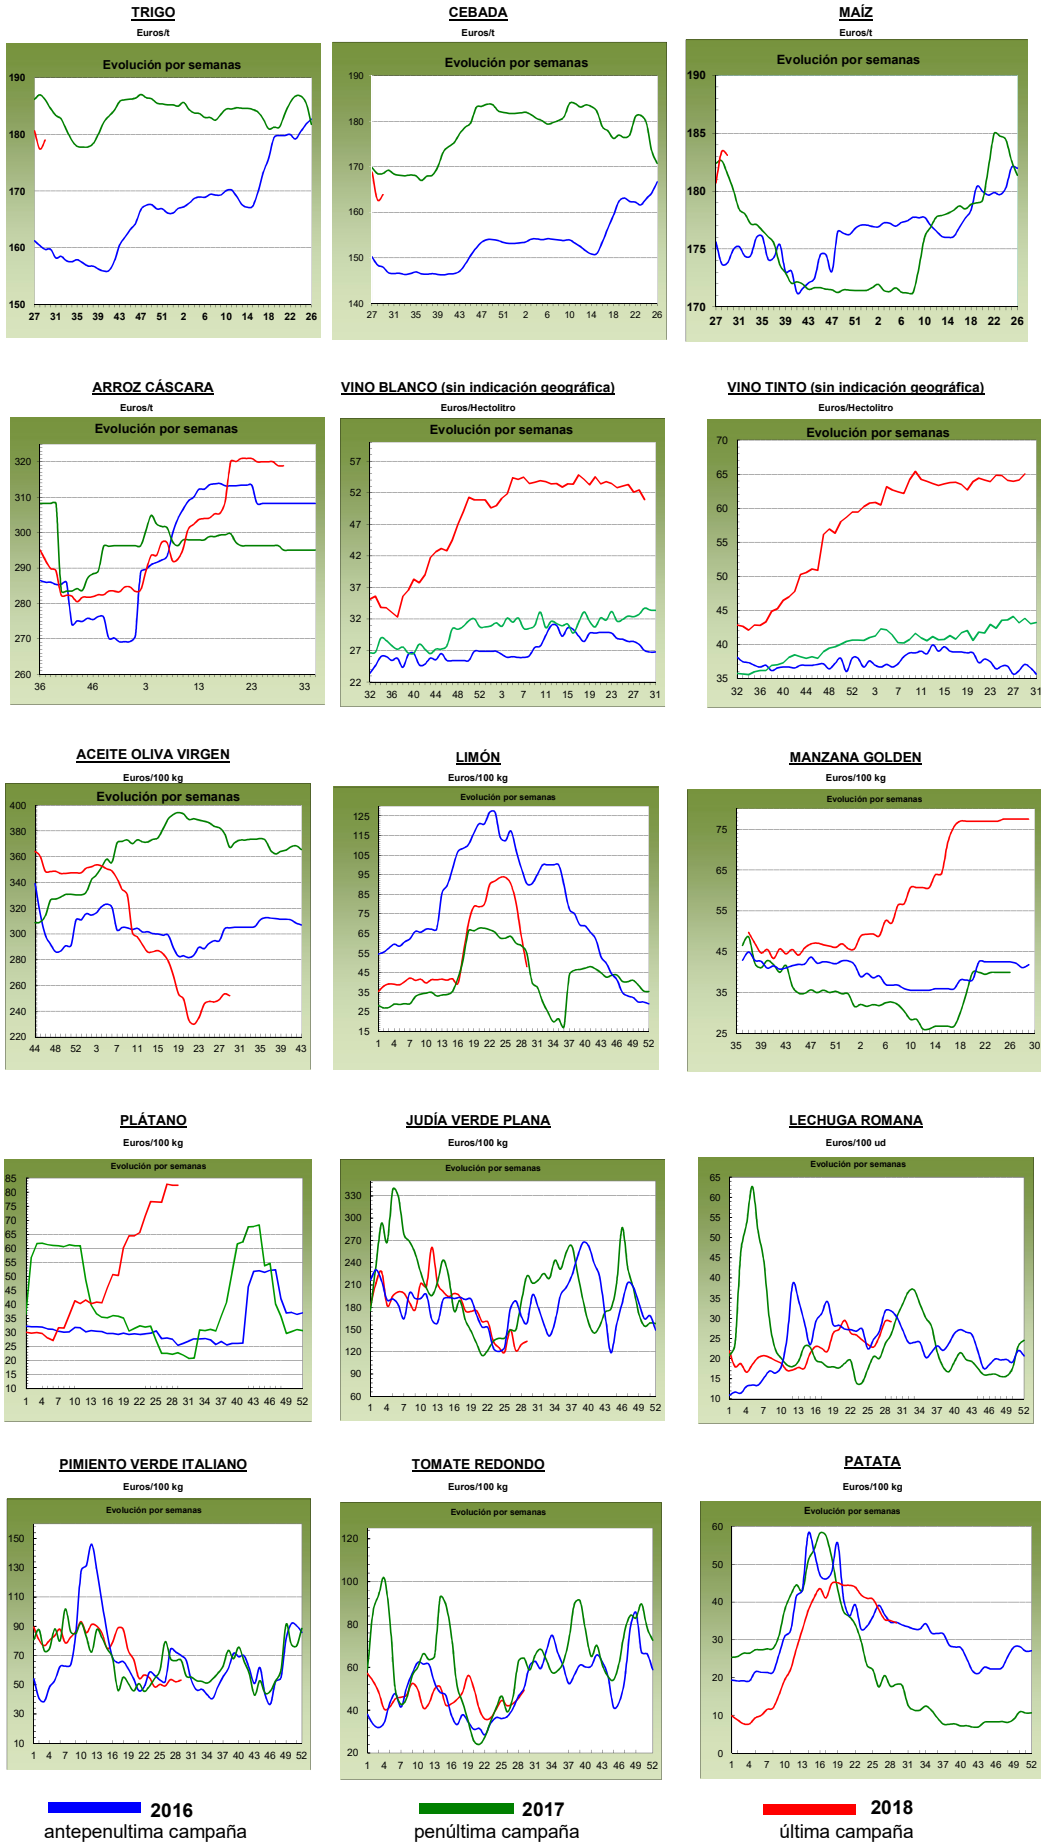 TRIGO
Euros/t
Evolución por semanas
190
180
170
160
150
27 31 35 39 43 47 51 2 6 10 14 18 22 26
CEBADA
Euros/t
Evolución por semanas
190
180
170
160
150
140
27 31 35 39 43 47 51 2 6 10 14 18 22 26
MAÍZ
Euros/t
Evolución por semanas
190
185
180
175
170
27 31 35 39 43 47 51 2 6 10 14 18 22 26
ARROZ CÁSCARA
Euros/t
Evolución por semanas
320
310
300
290
280
270
260
36 46 3 13 23 33
VINO BLANCO (sin indicación geográfica)
Euros/Hectolitro
Evolución por semanas
57
52
47
42
37
32
27
22
32 36 40 44 48 52 3 7 11 15 19 23 27 31
VINO TINTO (sin indicación geográfica)
Euros/Hectolitro
Evolución por semanas
70
65
60
55
50
45
40
35
32 36 40 44 48 52 3 7 11 15 19 23 27 31
ACEITE OLIVA VIRGEN
Euros/100 kg
Evolución por semanas
400
380
360
340
320
300
280
260
240
220
44 48 52 3 7 11 15 19 23 27 31 35 39 43
LIMÓN
Euros/100 kg
Evolución por semanas
125
115
105
95
85
75
65
55
45
35
25
15
1 4 7 10 13 16 19 22 25 28 31 34 37 40 43 46 49 52
MANZANA GOLDEN
Euros/100 kg
Evolución por semanas
75
65
55
45
35
25
35 39 43 47 51 2 6 10 14 18 22 26 30
PLÁTANO
Euros/100 kg
Evolución por semanas
85
80
75
70
65
60
55
50
45
40
35
30
25
20
15
10
1 4 7 10 13 16 19 22 25 28 31 34 37 40 43 46 49 52
JUDÍA VERDE PLANA
Euros/100 kg
Evolución por semanas
330
300
270
240
210
180
150
120
90
60
1 4 7 10 13 16 19 22 25 28 31 34 37 40 43 46 49 52
LECHUGA ROMANA
Euros/100 ud
Evolución por semanas
65
60
55
50
45
40
35
30
25
20
15
10
1 4 7 10 13 16 19 22 25 28 31 34 37 40 43 46 49 52
PIMIENTO VERDE ITALIANO
Euros/100 kg
Evolución por semanas
150
130
110
90
70
50
30
10
1 4 7 10 13 16 19 22 25 28 31 34 37 40 43 46 49 52
TOMATE REDONDO
Euros/100 kg
Evolución por semanas
120
100
80
60
40
20
1 4 7 10 13 16 19 22 25 28 31 34 37 40 43 46 49 52
PATATA
Euros/100 kg
Evolución por semanas
60
50
40
30
20
10
0
1 4 7 10 13 16 19 22 25 28 31 34 37 40 43 46 49 52
2016
antepenultima campaña
2017
penúltima campaña
2018
última campaña